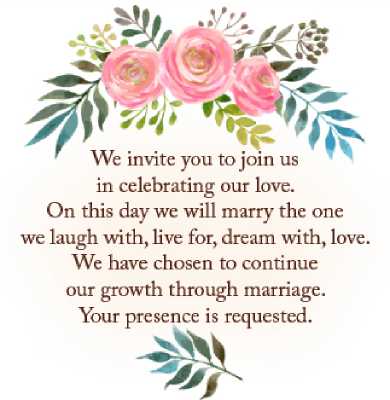 We invite you to join us
in celebrating our love.
On this day we will marry the one
we laugh with, live for, dream with, love.
We have chosen to continue
our growth through marriage.
Your presence is requested.